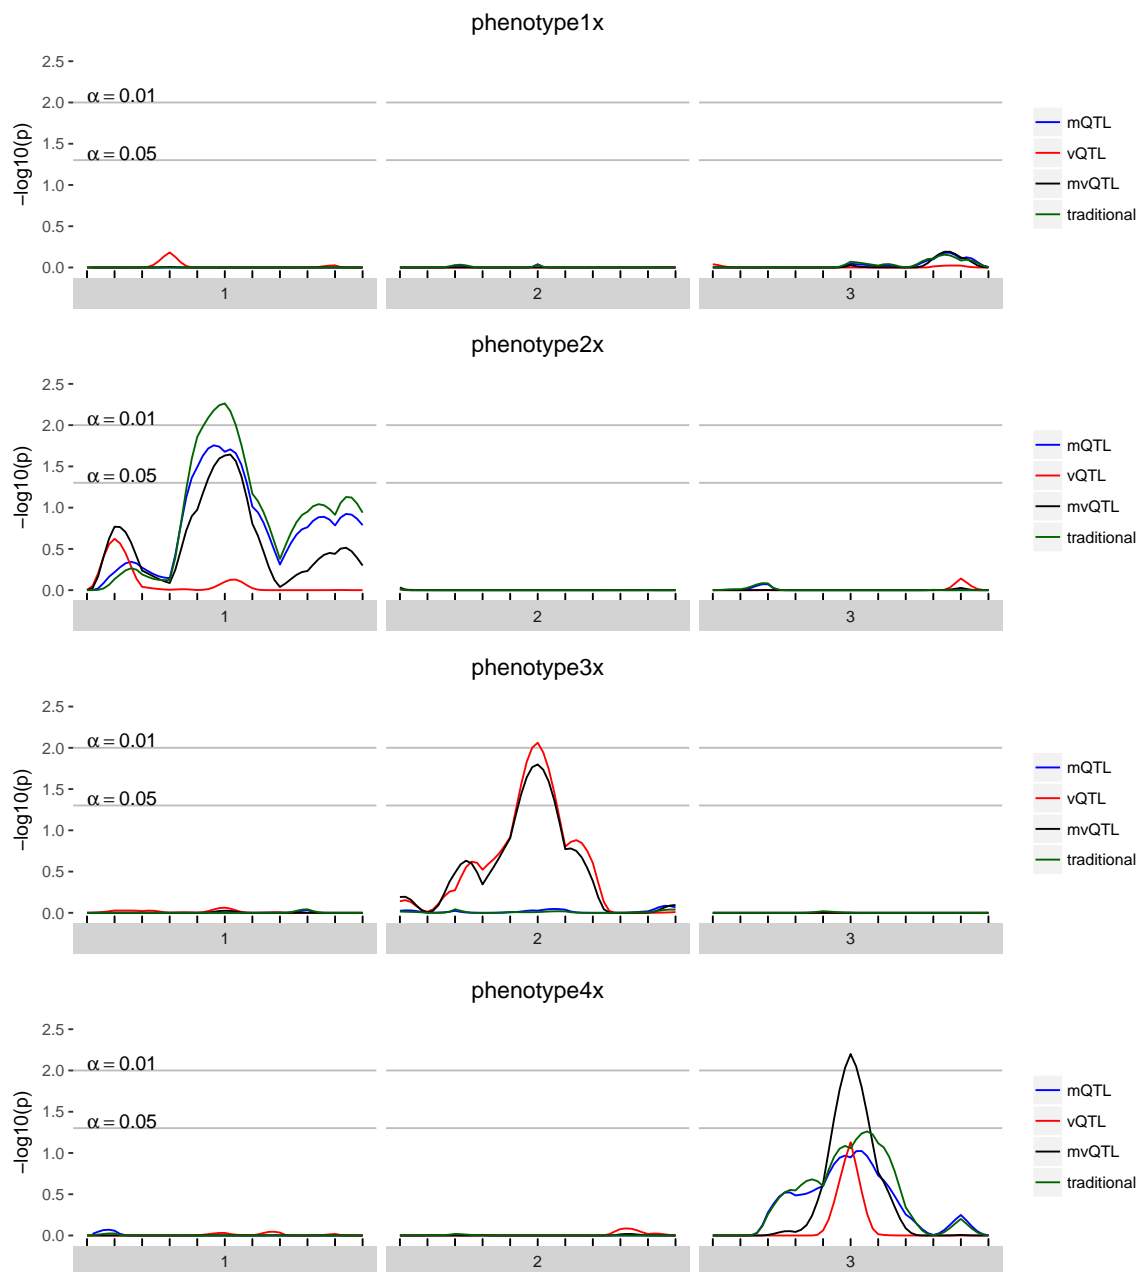 phenotype1x
2.5
2.0
1.5
1.0
0.5
0.0
−log10(p)
α = 0.01
α = 0.05
1
2
3
mQTL
vQTL
mvQTL
traditional
phenotype2x
2.5
2.0
1.5
1.0
0.5
0.0
−log10(p)
α = 0.01
α = 0.05
1
2
3
mQTL
vQTL
mvQTL
traditional
phenotype3x
2.5
2.0
1.5
1.0
0.5
0.0
−log10(p)
α = 0.01
α = 0.05
1
2
3
mQTL
vQTL
mvQTL
traditional
phenotype4x
2.5
2.0
1.5
1.0
0.5
0.0
−log10(p)
α = 0.01
α = 0.05
1
2
3
mQTL
vQTL
mvQTL
traditional